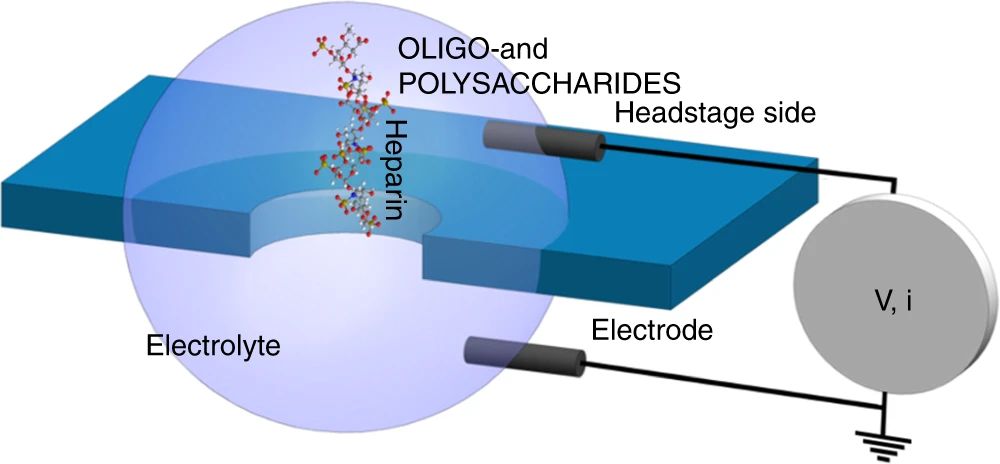 OLIGO-and
POLYSACCHARIDES
Headstage side
Heparin
V, i
Electrode
Electrolyte